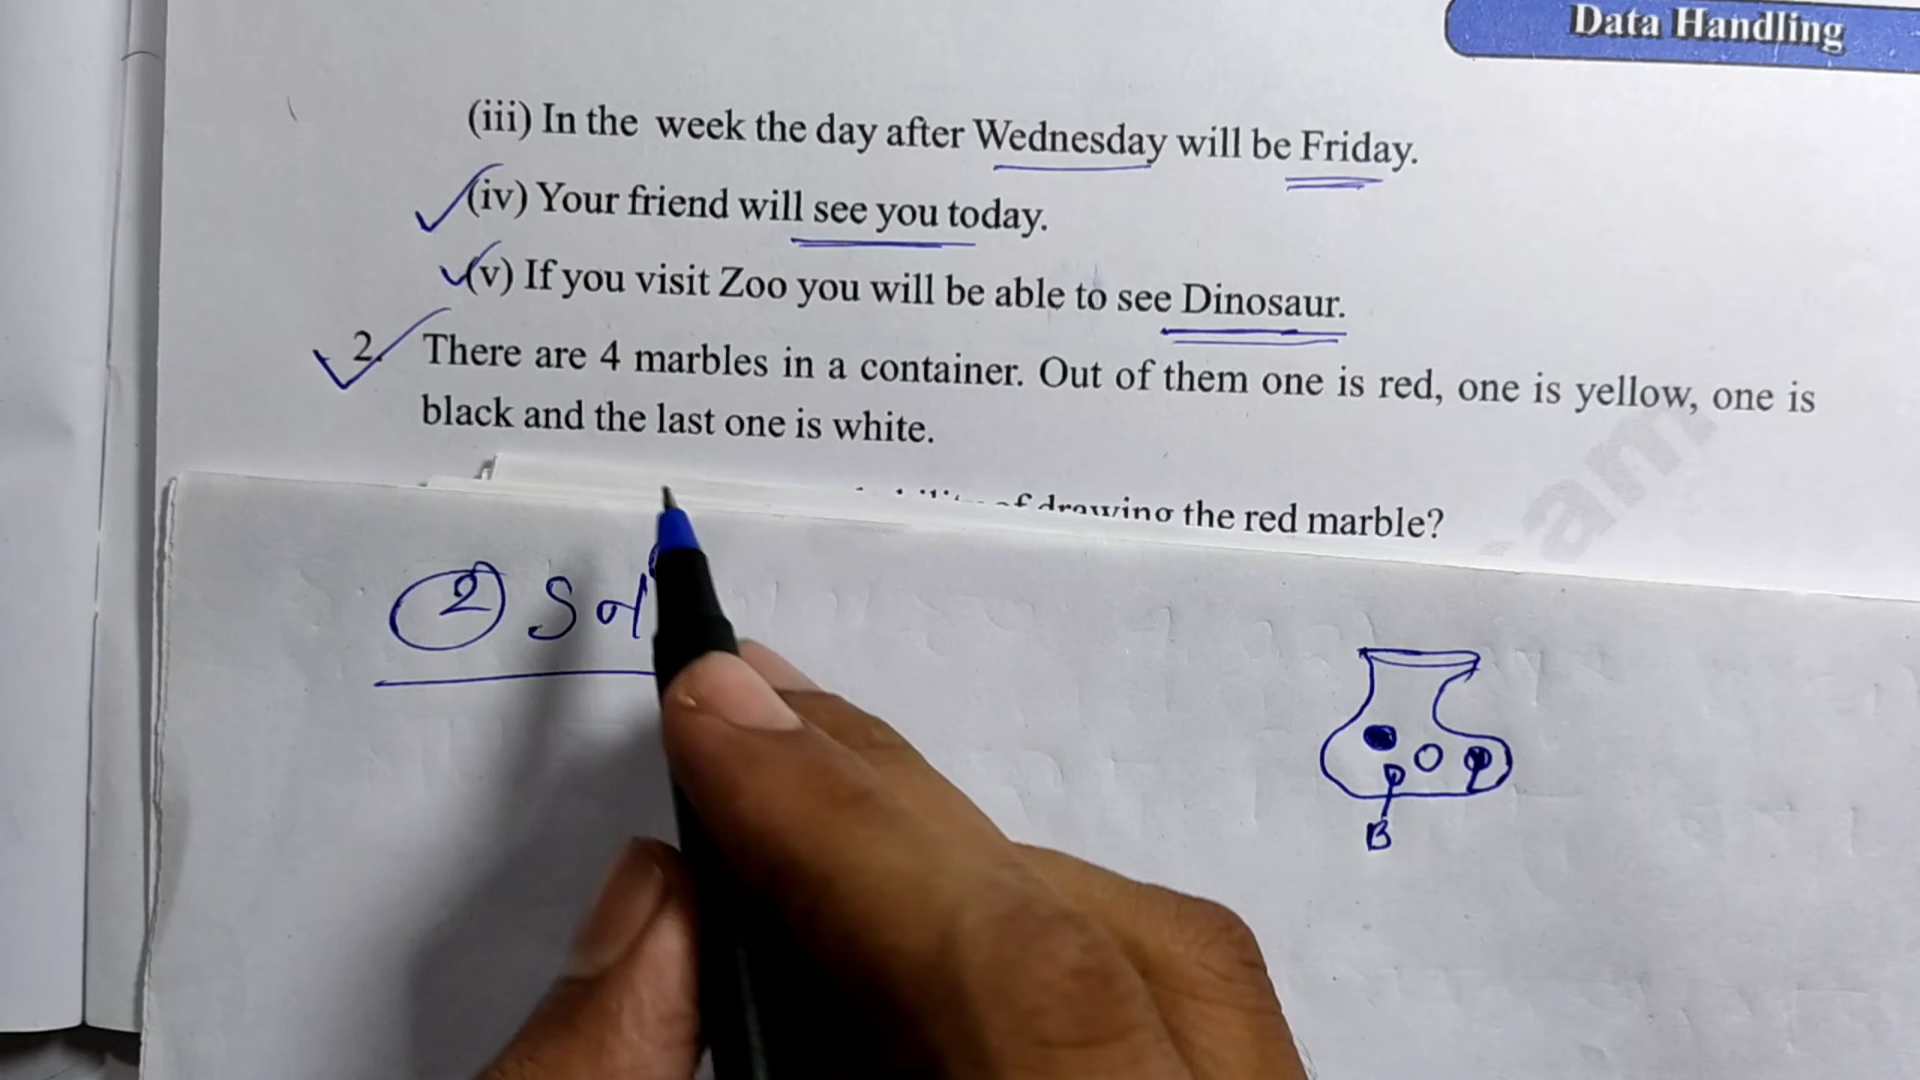 Data Handling
(iii) In the week the day after Wednesday will be Friday.
(iv) Your friend will see you today.
(v) If you visit Zoo you will be able to see Dinosaur.
2. There are 4 marbles in a container. Out of them one is red, one is yellow, one is
black and the last one is white.
of drawing the red marble?
2 Sol
B